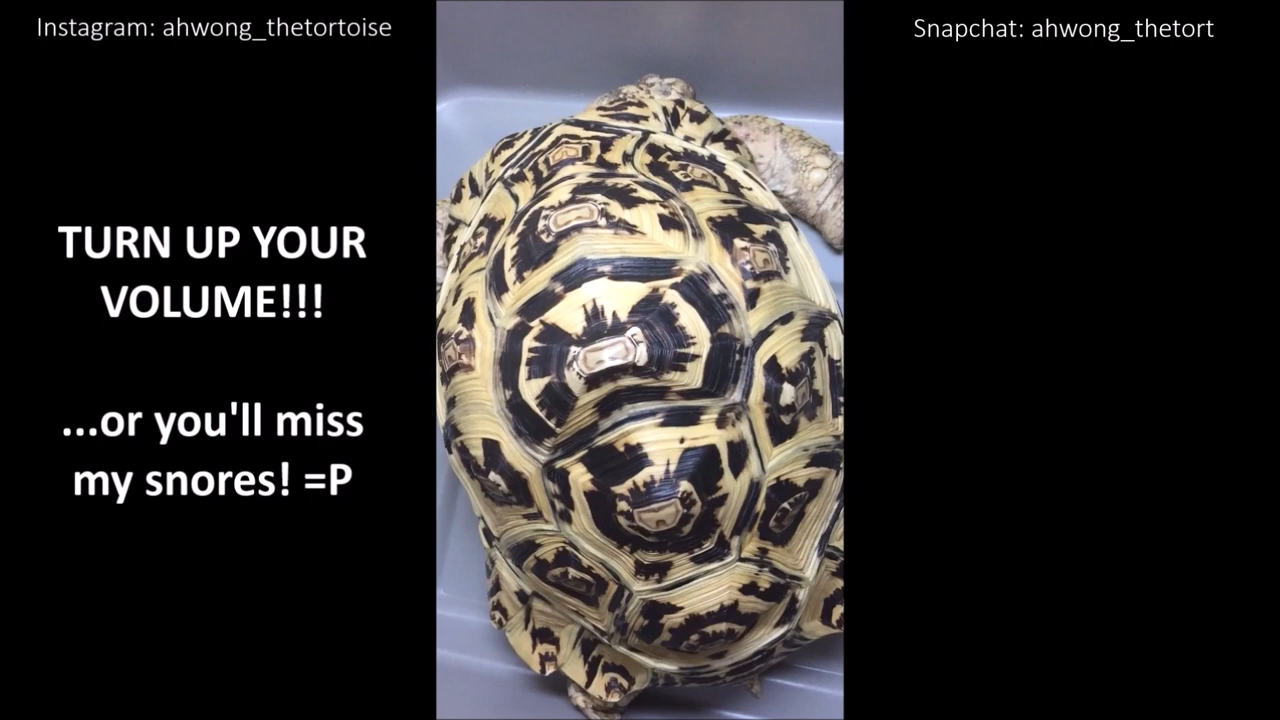 Instagram: ahwong_thetortoise
Snapchat: ahwong_thetort
TURN UP YOUR
VOLUME!!!
...or you'll miss
my snores! =P